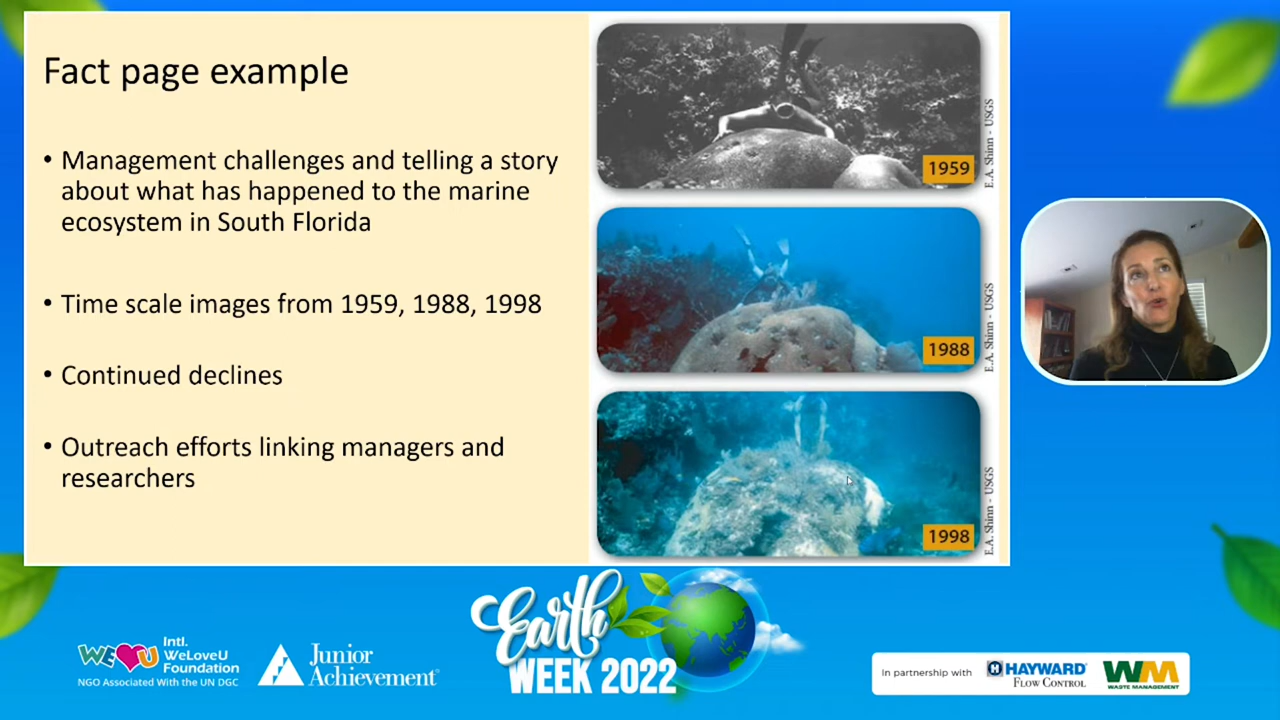 Fact page example
• Management challenges and telling a story
about what has happened to the marine
ecosystem in South Florida
• Time scale images from 1959, 1988, 1998
• Continued declines
• Outreach efforts linking managers and
researchers
1959
E.A. Shinn - USGS
1988
E.A. Shinn - USGS
1998
E.A. Shinn - USGS
WE U
Intl.
WeLoveU
Foundation
NGO Associated With the UN DGC
Junior
Achievement®
Earth
WEEK 2022
In partnership with
H HAYWARD®
FLOW CONTROL
WM
WASTE MANAGEMENT